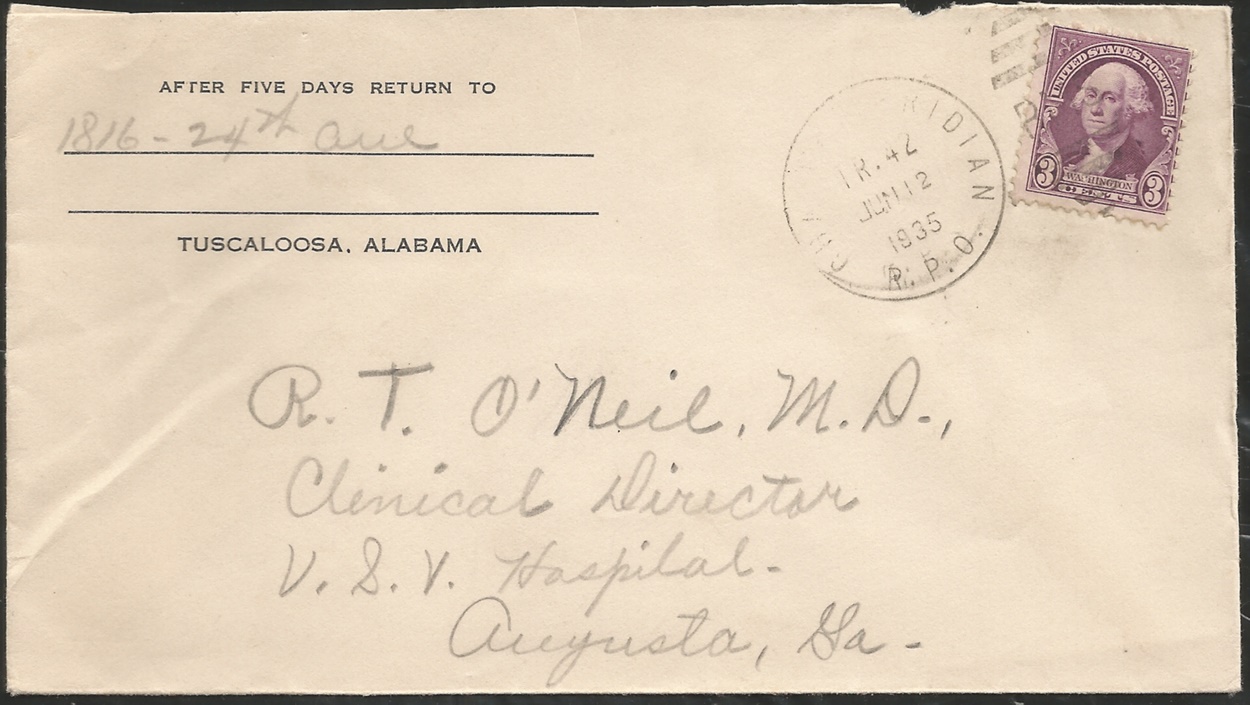 AFTER FIVE DAYS RETURN TO
1816 - 24th ave
TUSCALOOSA, ALABAMA
TR. 42
JUN 12
1935
R. P. O.
UNITED STATES POSTAGE
3 WASHINGTON 3
CENTS
R. T. O'Neil, M. D.,
Clinical Director
V. S. V. Hospital -
Augusta, Ga -